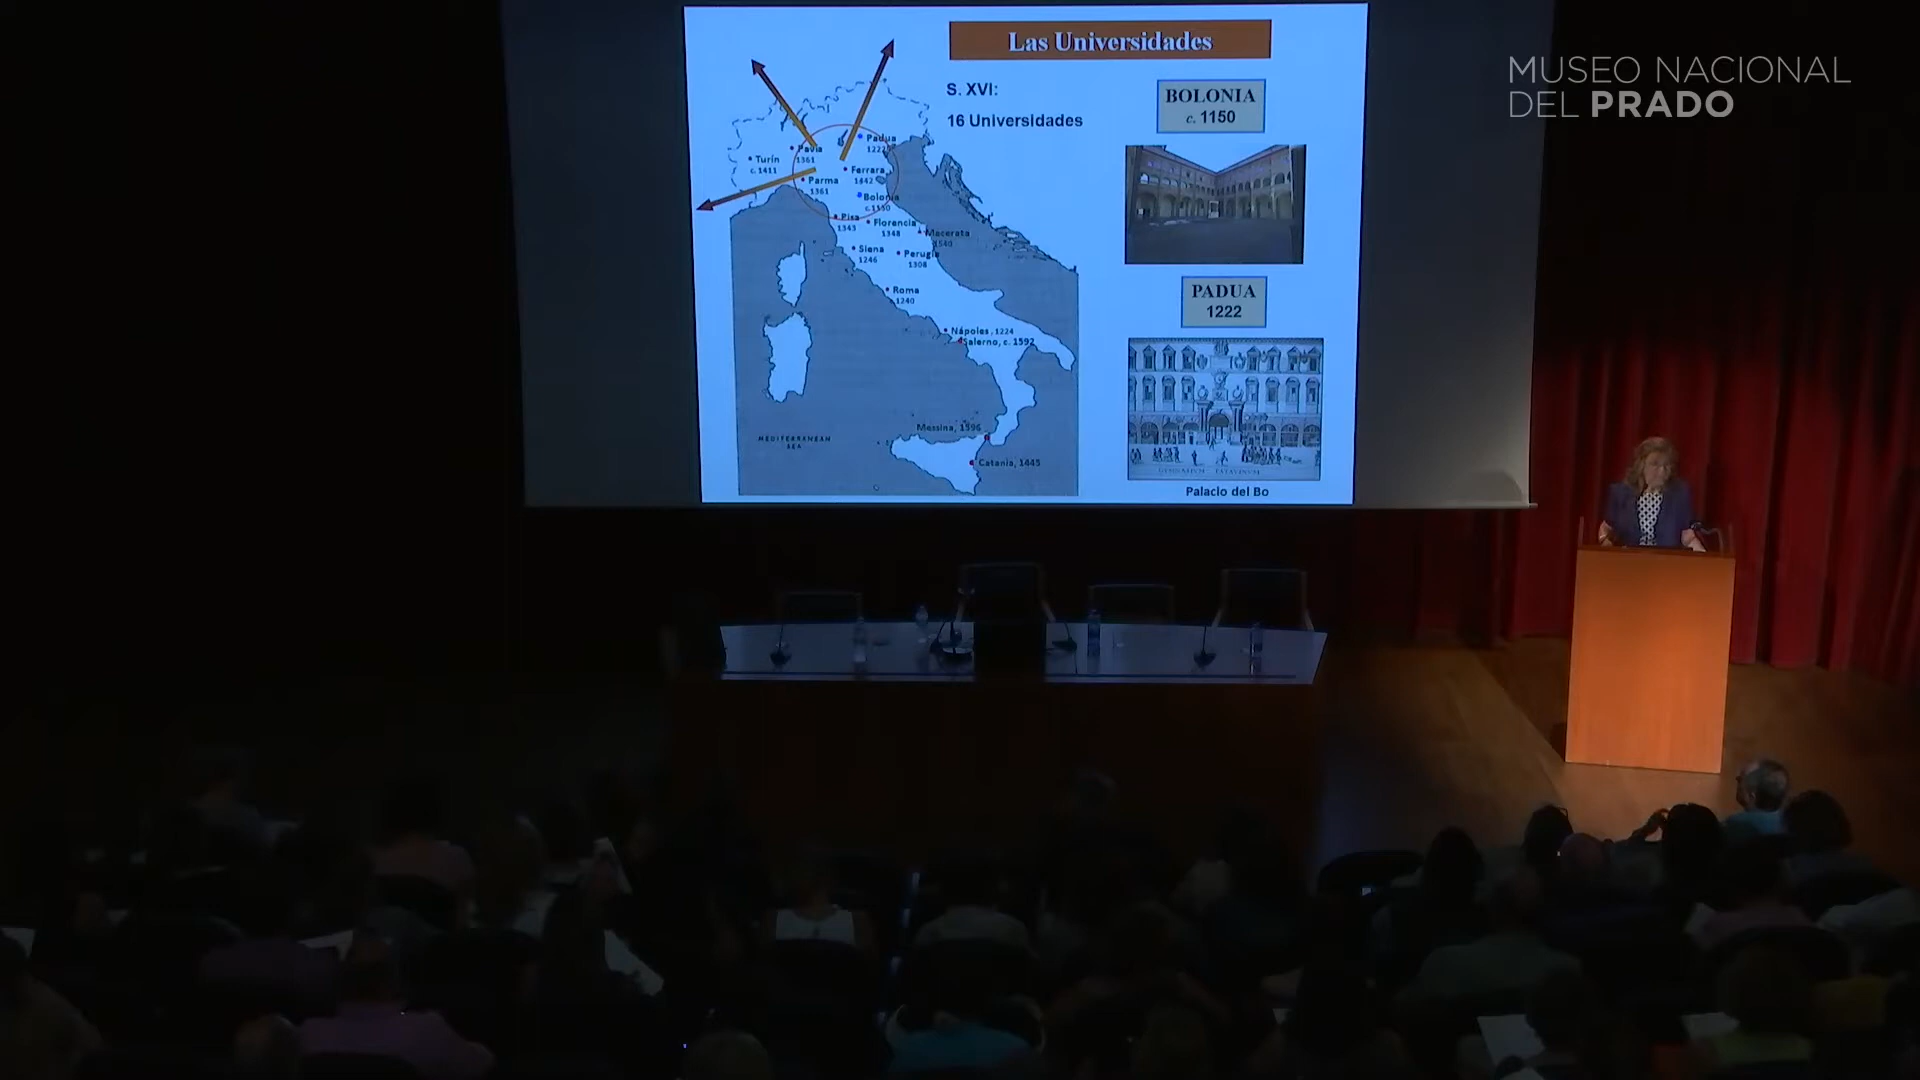 Las Universidades
MUSEO NACIONAL
DEL PRADO
S. XVI:
16 Universidades
BOLONIA
c. 1150
PADUA
1222
Palacio del Bo
Padua
1222
Pavia
1361
Turín
c. 1411
Ferrara
1442
Parma
1361
Bolonia
c.1150
Pisa
1343
Florencia
1348
Macerata
1540
Siena
1246
Perugia
1308
Roma
1240
Nápoles, 1224
Salerno, c. 1592
Messina, 1596
Catania, 1445
MEDITERRANEAN
SEA
GYMNASIUM PATAVINUM